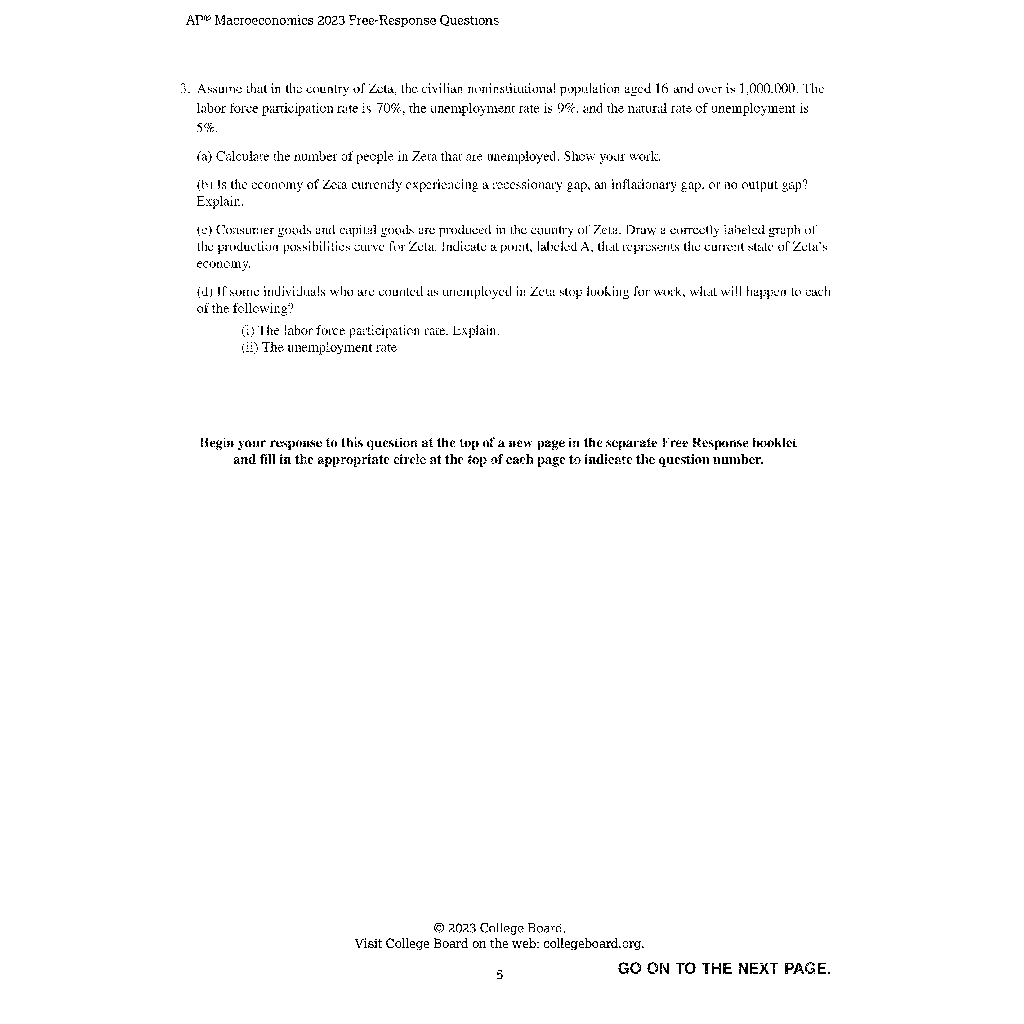 AP® Macroeconomics 2023 Free-Response Questions
3. Assume that in the country of Zeta, the civilian noninstitutional population aged 16 and over is 1,000,000. The
labor force participation rate is 70%, the unemployment rate is 9%, and the natural rate of unemployment is
5%.
(a) Calculate the number of people in Zeta that are unemployed. Show your work.
(b) Is the economy of Zeta currently experiencing a recessionary gap, an inflationary gap, or no output gap?
Explain.
(c) Consumer goods and capital goods are produced in the country of Zeta. Draw a correctly labeled graph of
the production possibilities curve for Zeta. Indicate a point, labeled A, that represents the current state of Zeta's
economy.
(d) If some individuals who are counted as unemployed in Zeta stop looking for work, what will happen to each
of the following?
(i) The labor force participation rate. Explain.
(ii) The unemployment rate
Begin your response to this question at the top of a new page in the separate Free Response booklet
and fill in the appropriate circle at the top of each page to indicate the question number.
© 2023 College Board.
Visit College Board on the web: collegeboard.org.
5
GO ON TO THE NEXT PAGE.